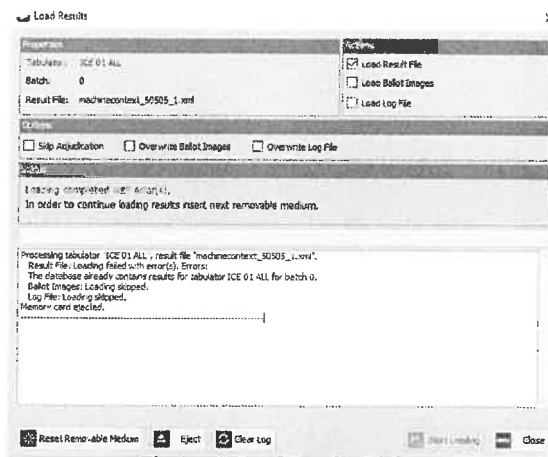 Load Results
Properties
Actions
Tabulator: ICE 01 ALL
Load Result File
Batch: 0
Load Ballot Images
Result File: machinecontext_50505_1.xml
Load Log File
Options
Skip Adjudication Overwrite Ballot Images Overwrite Log File
Loading completed with error(s).
In order to continue loading results insert next removable medium.
Processing tabulator 'ICE 01 ALL', result file "machinecontext_50505_1.xml".
Result File: Loading failed with error(s). Errors:
The database already contains results for tabulator ICE 01 ALL for batch 0.
Ballot Images: Loading skipped.
Log File: Loading skipped.
Memory card ejected.
Reset Removable Medium Eject Clear Log Start Loading Close